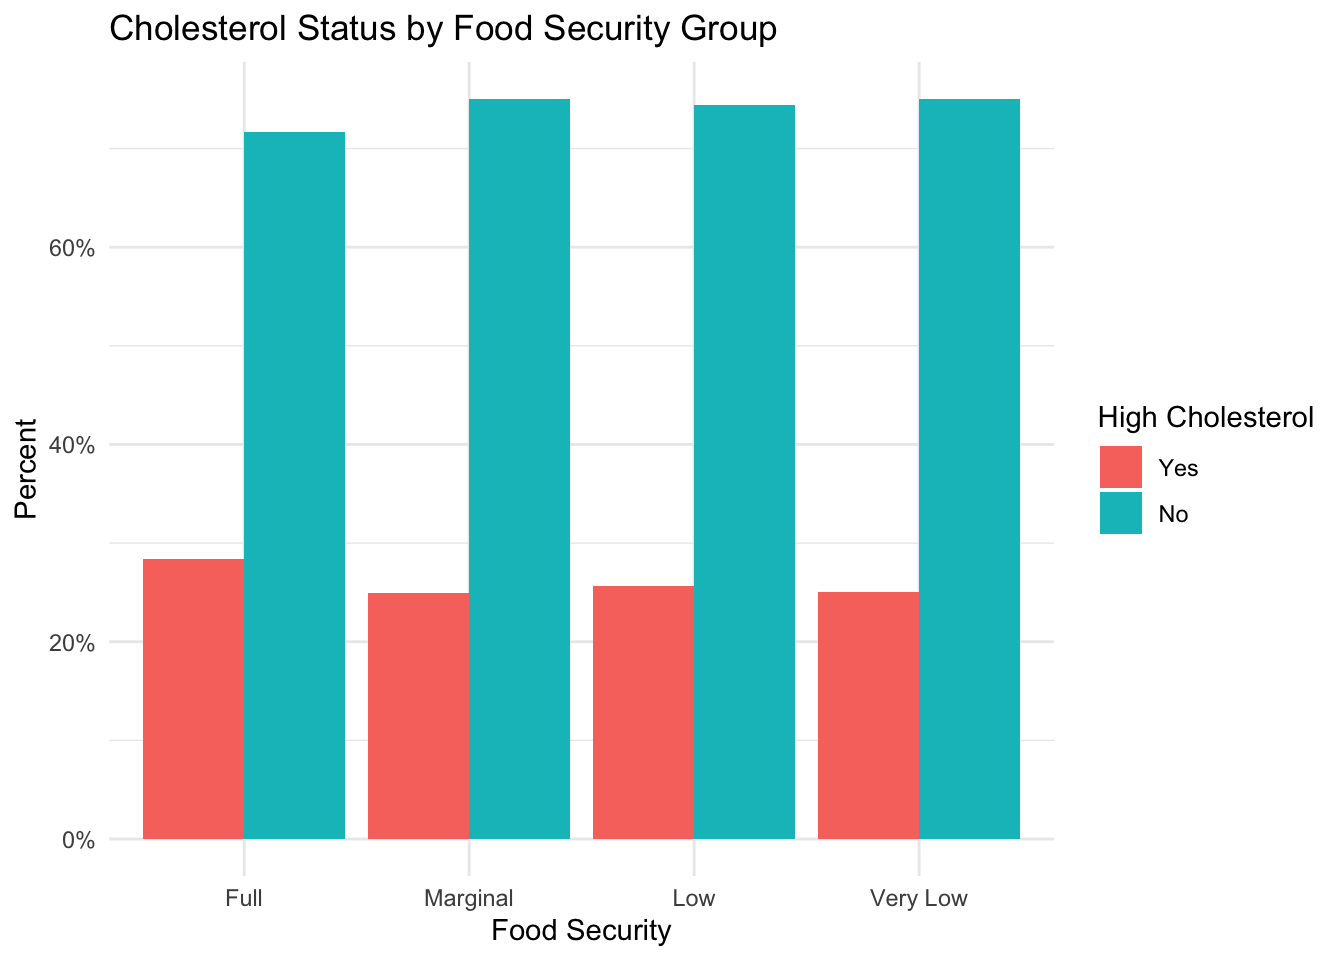 Cholesterol Status by Food Security Group
Percent
60%
40%
20%
0%
Full
Marginal
Low
Very Low
Food Security
High Cholesterol
Yes
No